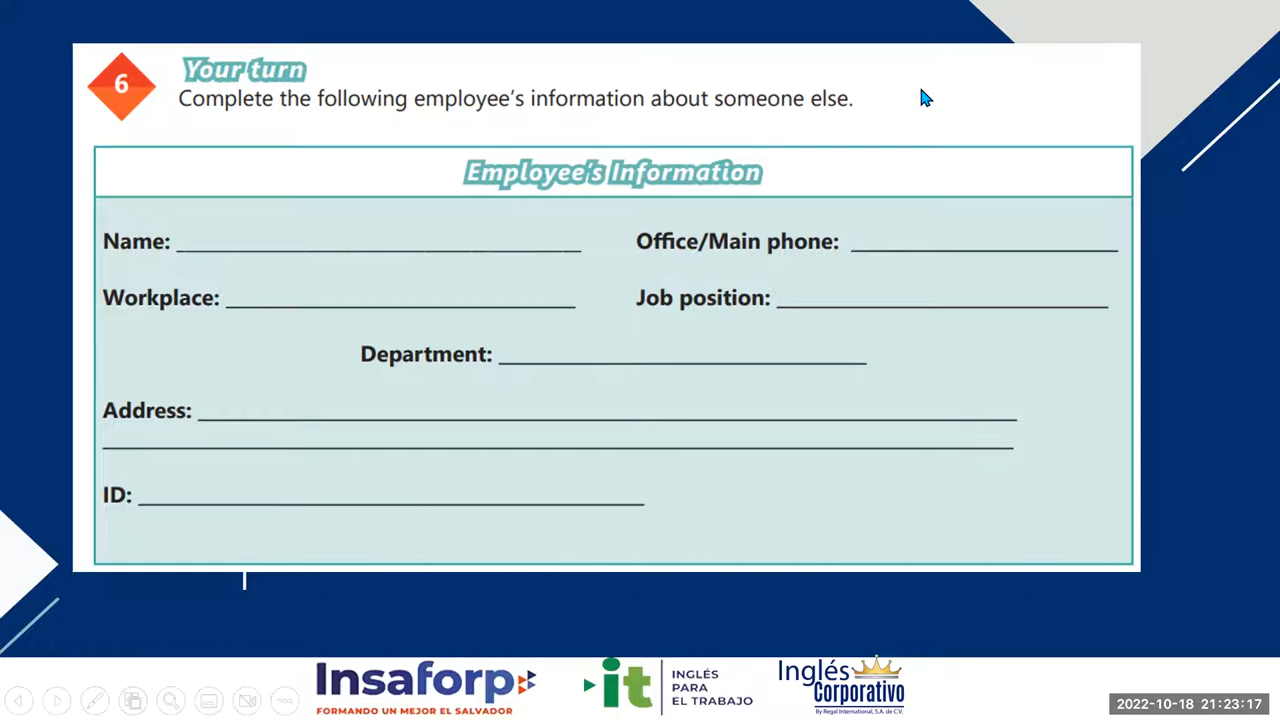 6
Your turn
Complete the following employee's information about someone else.
Employee's Information
Name: Office/Main phone:
Workplace: Job position:
Department:
Address:
ID:
Insaforp
FORMANDO UN MEJOR EL SALVADOR
it
INGLÉS
PARA
EL TRABAJO
Inglés
Corporativo
By Regal International, S.A. de C.V.
2022-10-18 21:23:17